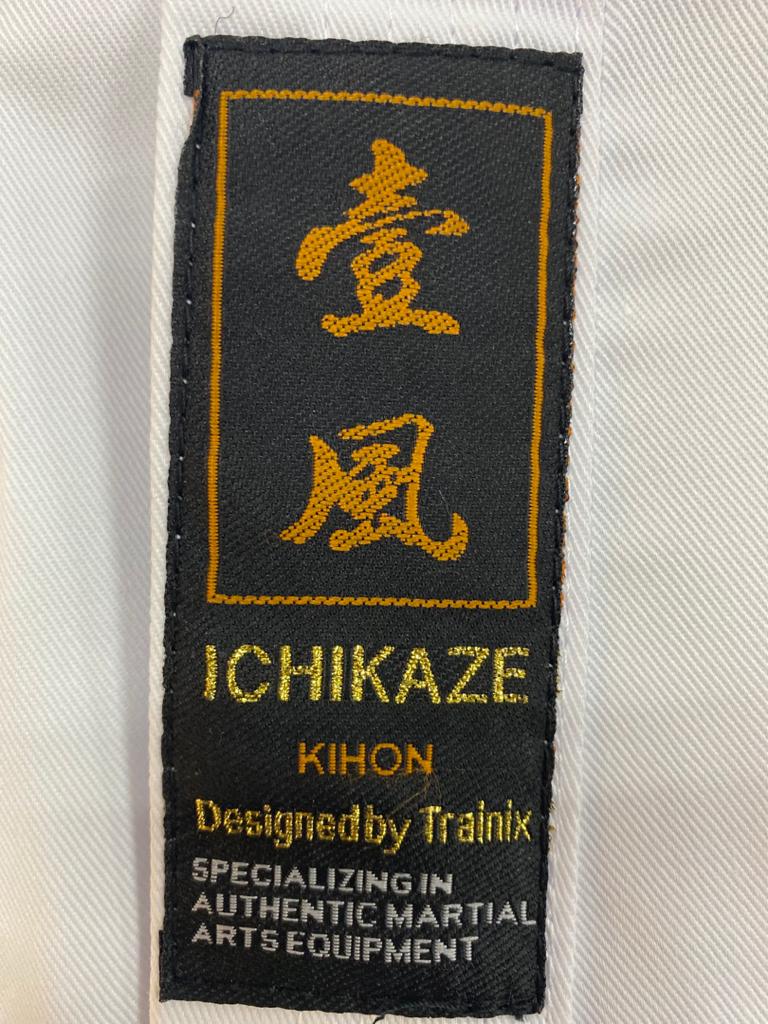 壹
風
ICHIKAZE
KIHON
Designed by Trainix
SPECIALIZING IN
AUTHENTIC MARTIAL
ARTS EQUIPMENT